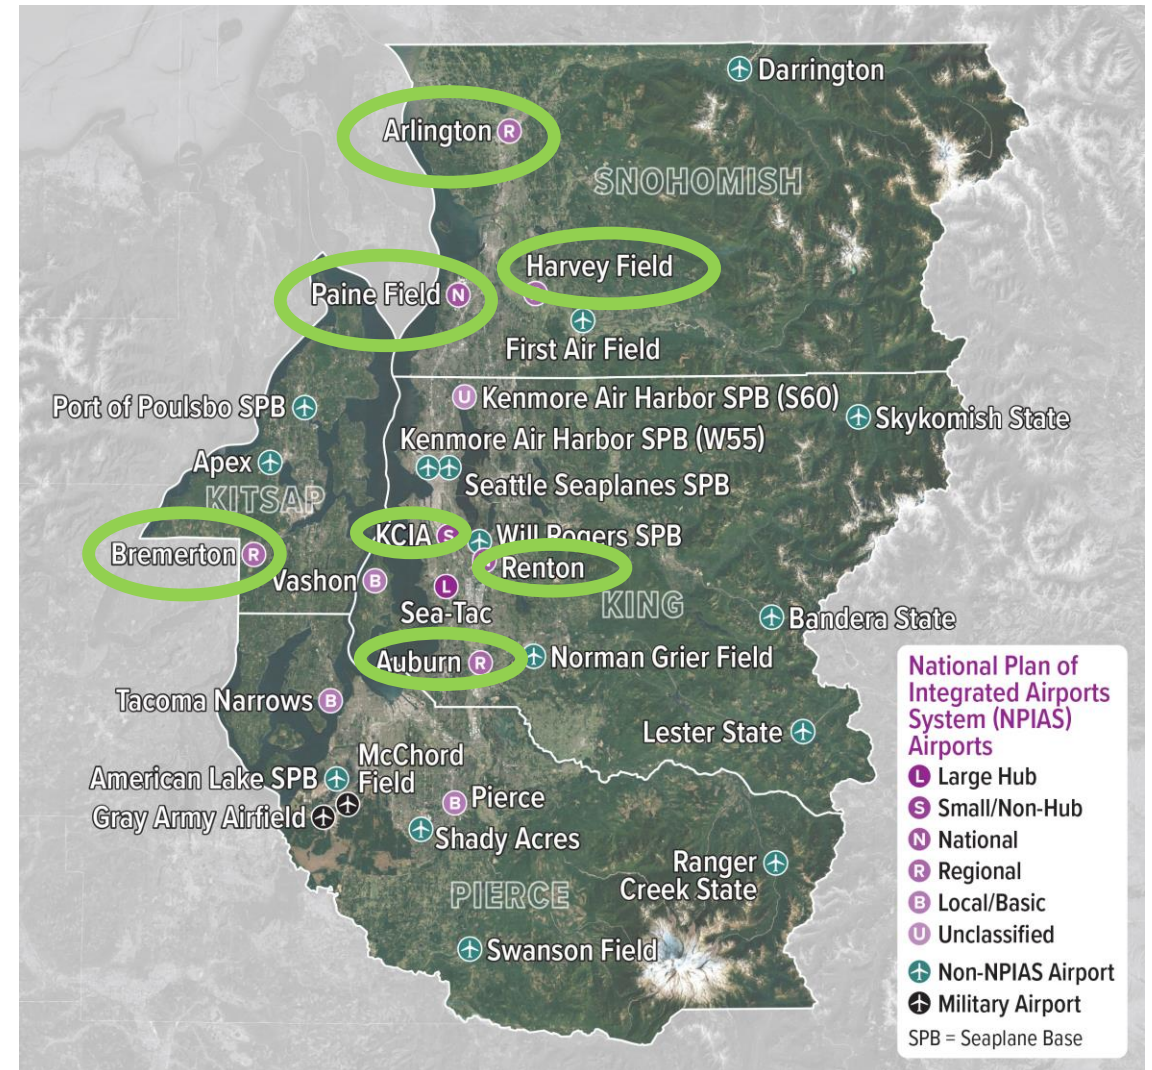 Darrington
Arlington R
SNOHOMISH
Harvey Field
Paine Field N
First Air Field
U Kenmore Air Harbor SPB (S60)
Port of Poulsbo SPB
Skykomish State
Kenmore Air Harbor SPB (W55)
Apex
Seattle Seaplanes SPB
KITSAP
KCIA S
Will Rogers SPB
Bremerton R
Renton
Vashon B
L
Sea-Tac
KING
Bandera State
Auburn R
Norman Grier Field
Tacoma Narrows B
Lester State
McChord
Field
American Lake SPB
Gray Army Airfield
B Pierce
Shady Acres
Ranger
Creek State
PIERCE
Swanson Field
National Plan of
Integrated Airports
System (NPIAS)
Airports
L Large Hub
S Small/Non-Hub
N National
R Regional
B Local/Basic
U Unclassified
Non-NPIAS Airport
Military Airport
SPB = Seaplane Base